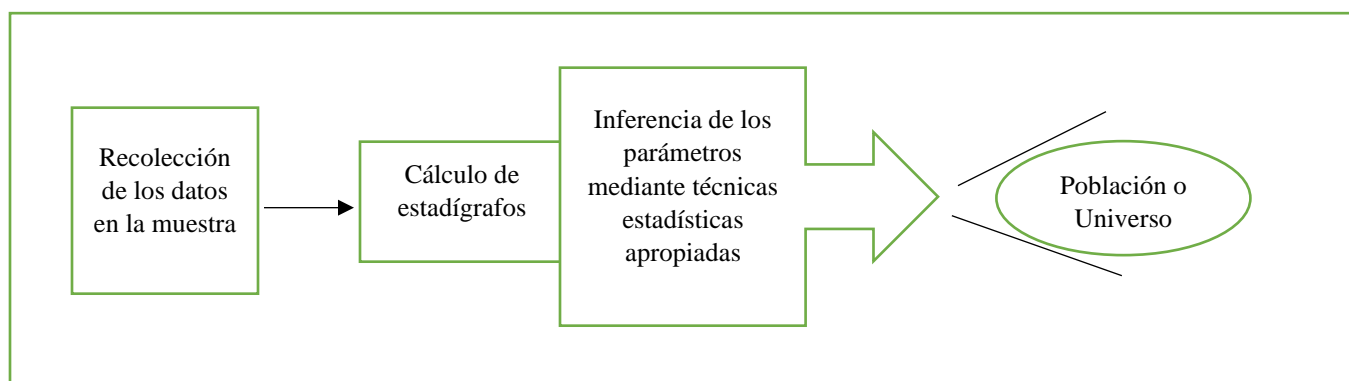 Recolección
de los datos
en la muestra
Cálculo de
estadígrafos
Inferencia de los
parámetros
mediante técnicas
estadísticas
apropiadas
Población o
Universo